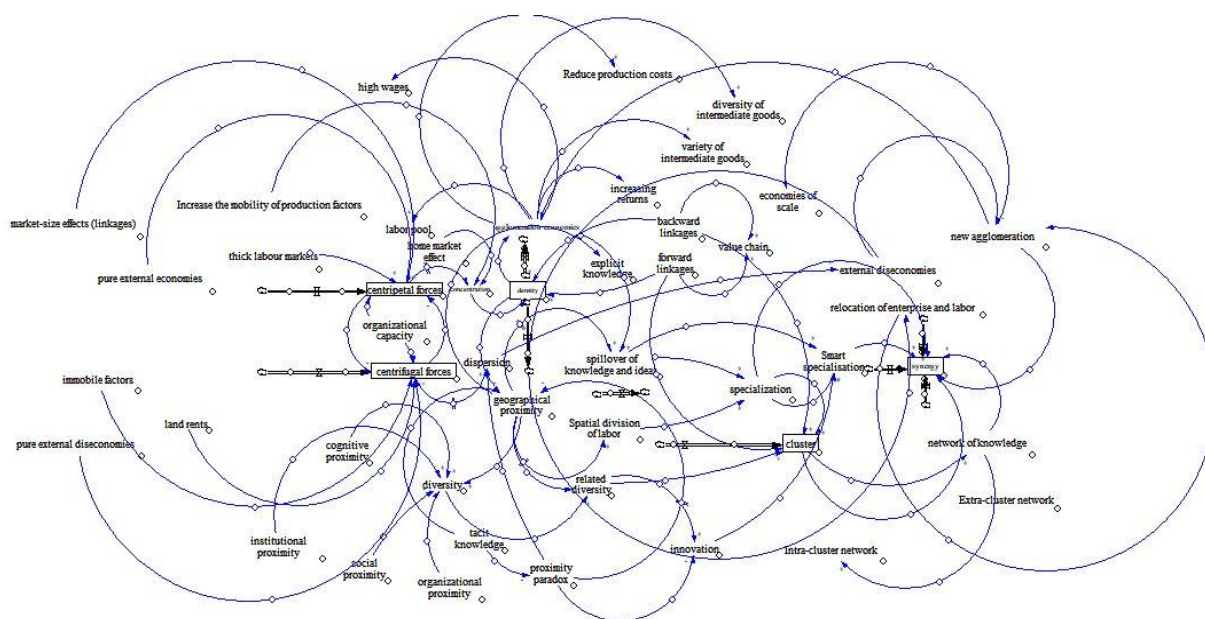 Reduce production costs
high wages
diversity of
intermediate goods
variety of
intermediate goods
increasing
returns
economies of
scale
Increase the mobility of production factors
market-size effects (linkages)
labor pool
agglomeration economies
backward
linkages
new agglomeration
home market
effect
value chain
thick labour markets
explicit
knowledge
forward
linkages
external diseconomies
pure external economies
centripetal forces
concentration
density
relocation of enterprise and labor
organizational
capacity
dispersion
spillover of
knowledge and idea
Smart
specialisation
synergy
centrifugal forces
immobile factors
specialization
geographical
proximity
land rents
Spatial division
of labor
pure external diseconomies
cognitive
proximity
cluster
network of knowledge
diversity
related
diversity
Extra-cluster network
institutional
proximity
tacit
knowledge
innovation
Intra-cluster network
social
proximity
proximity
paradox
organizational
proximity